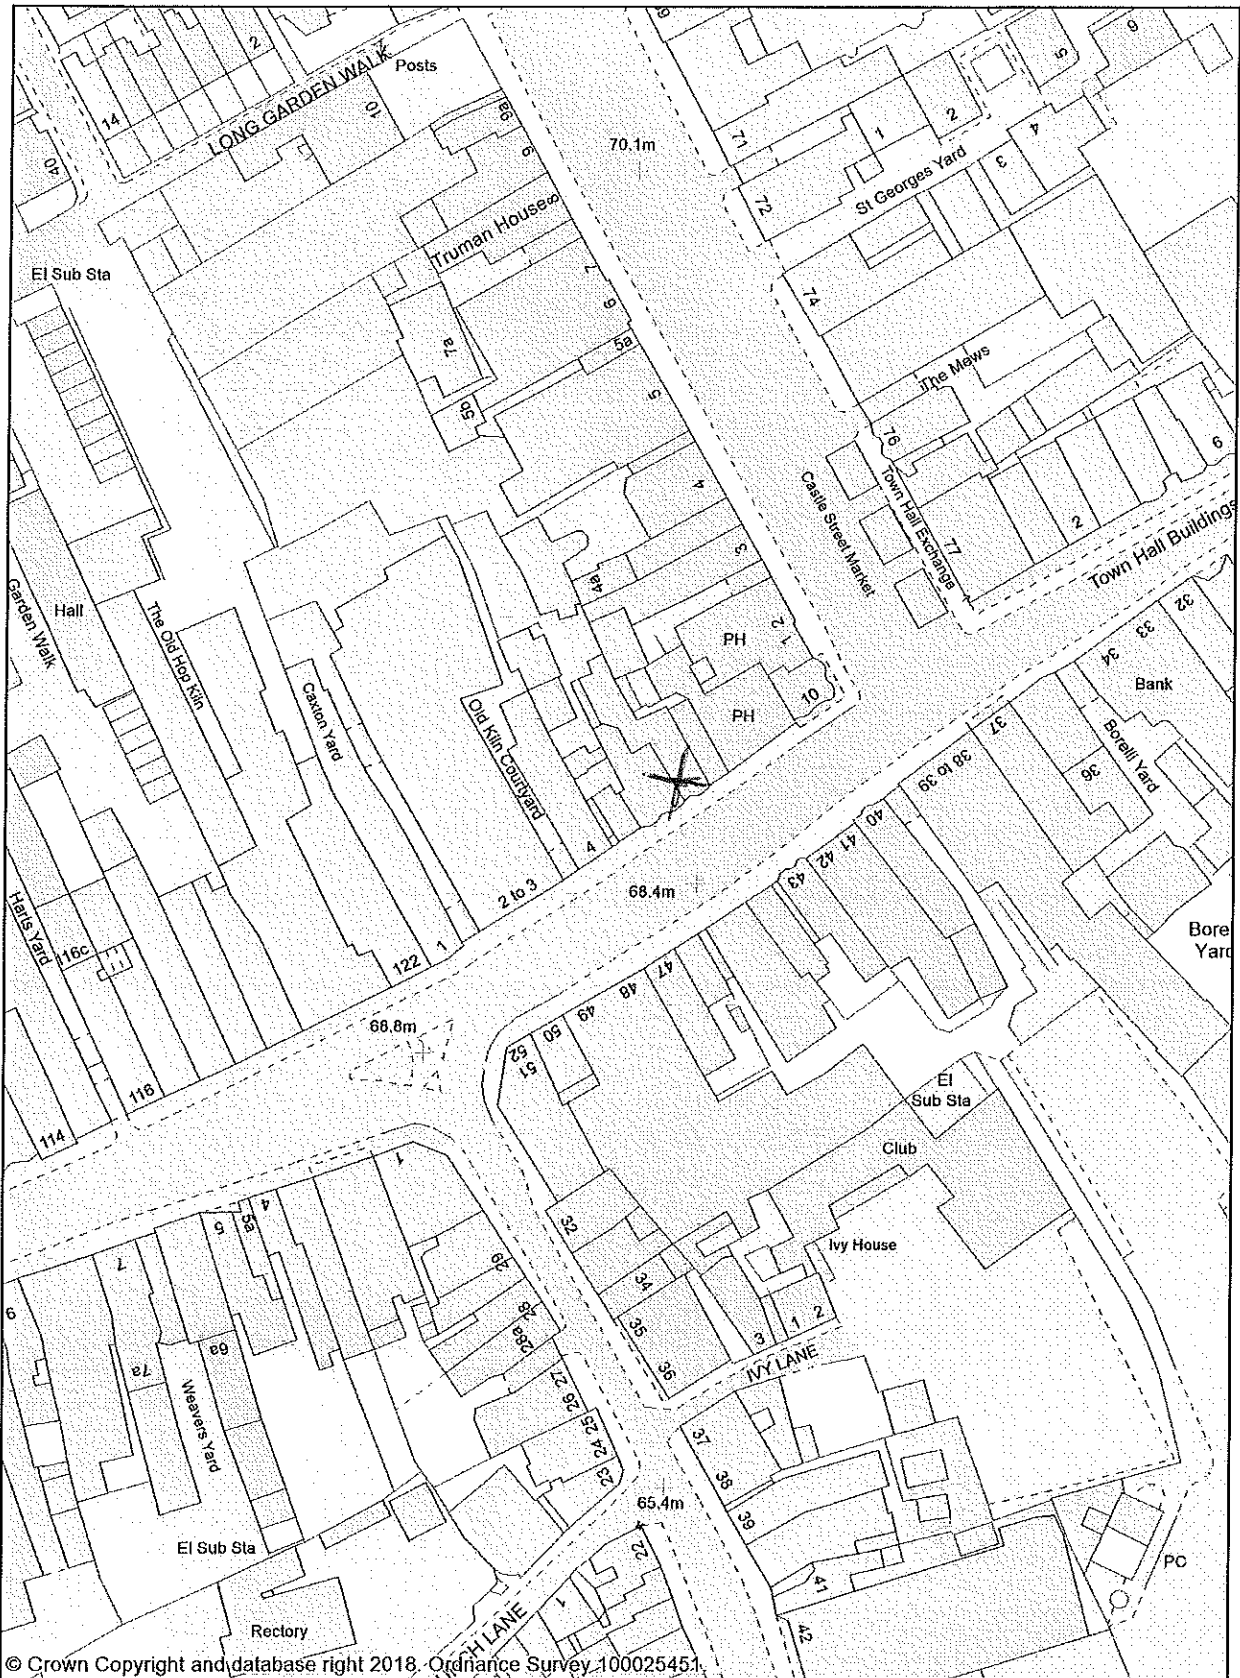 2
LONG GARDEN WALK
Posts
14
10
40
9a
9
70.1m
71
1
2
5
6
4
3
St Georges Yard
72
Truman House
8
El Sub Sta
7
6
74
7a
5a
5
5b
The Mews
76
4
Castle Street Market
Town Hall Exchange
77
2
9
Town Hall Buildings
3
4a
Garden Walk
Hall
The Old Hop Kiln
PH
1 2
PH
10
32
33
34
Bank
Caxton Yard
Old Kiln Courtyard
37
36
Borelli Yard
38 to 39
4
40
41
42
43
2 to 3
68.4m
Harts Yard
116c
1
122
47
48
49
50
52
51
68.8m
116
114
El
Sub Sta
Club
1
4
5a
5
7
9
32
Ivy House
29
34
28
28a
35
36
3
1
2
IVY LANE
6a
7a
Weavers Yard
26 27
24 25
23
37
38
39
65.4m
22
El Sub Sta
41
42
PC
1
Rectory
© Crown Copyright and database right 2018. Ordnance Survey 100025451.